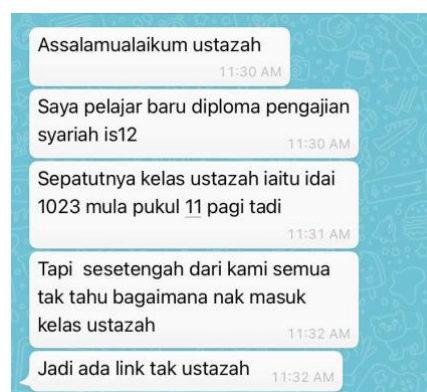 Assalamualaikum ustazah
11:30 AM
Saya pelajar baru diploma pengajian
syariah is12
11:30 AM
Sepatutnya kelas ustazah iaitu idai
1023 mula pukul 11 pagi tadi
11:31 AM
Tapi sesetengah dari kami semua
tak tahu bagaimana nak masuk
kelas ustazah
11:32 AM
Jadi ada link tak ustazah
11:32 AM